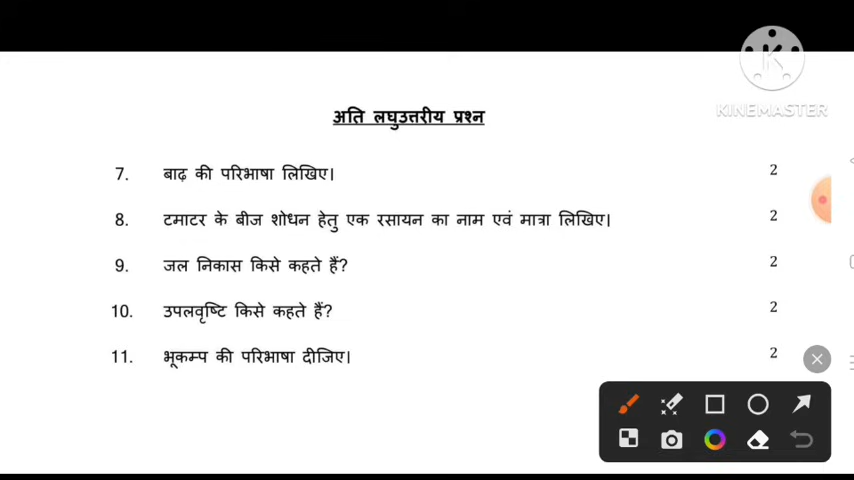 K
KINEMASTER
अति लघुउत्तरीय प्रश्न
7. बाढ़ की परिभाषा लिखिए। 2
8. टमाटर के बीज शोधन हेतु एक रसायन का नाम एवं मात्रा लिखिए। 2
9. जल निकास किसे कहते हैं? 2
10. उपलवृष्टि किसे कहते हैं? 2
11. भूकम्प की परिभाषा दीजिए। 2